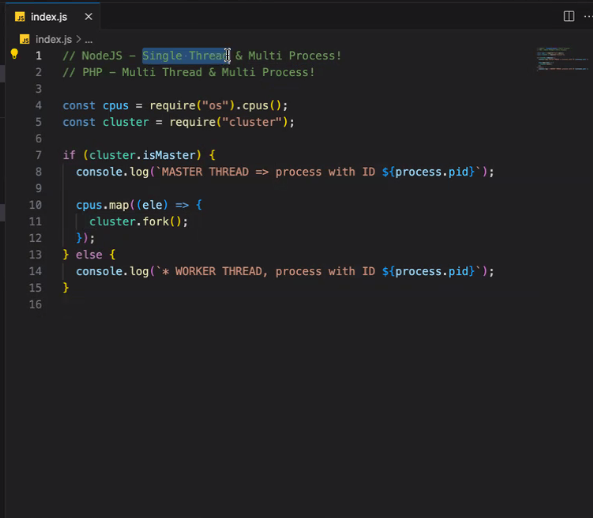 JS index.js ×
JS index.js > ...
1 // NodeJS - Single Thread & Multi Process!
2 // PHP - Multi Thread & Multi Process!
3
4 const cpus = require("os").cpus();
5 const cluster = require("cluster");
6
7 if (cluster.isMaster) {
8   console.log(`MASTER THREAD => process with ID ${process.pid}`);
9
10   cpus.map((ele) => {
11     cluster.fork();
12   });
13 } else {
14   console.log(`* WORKER THREAD, process with ID ${process.pid}`);
15 }
16